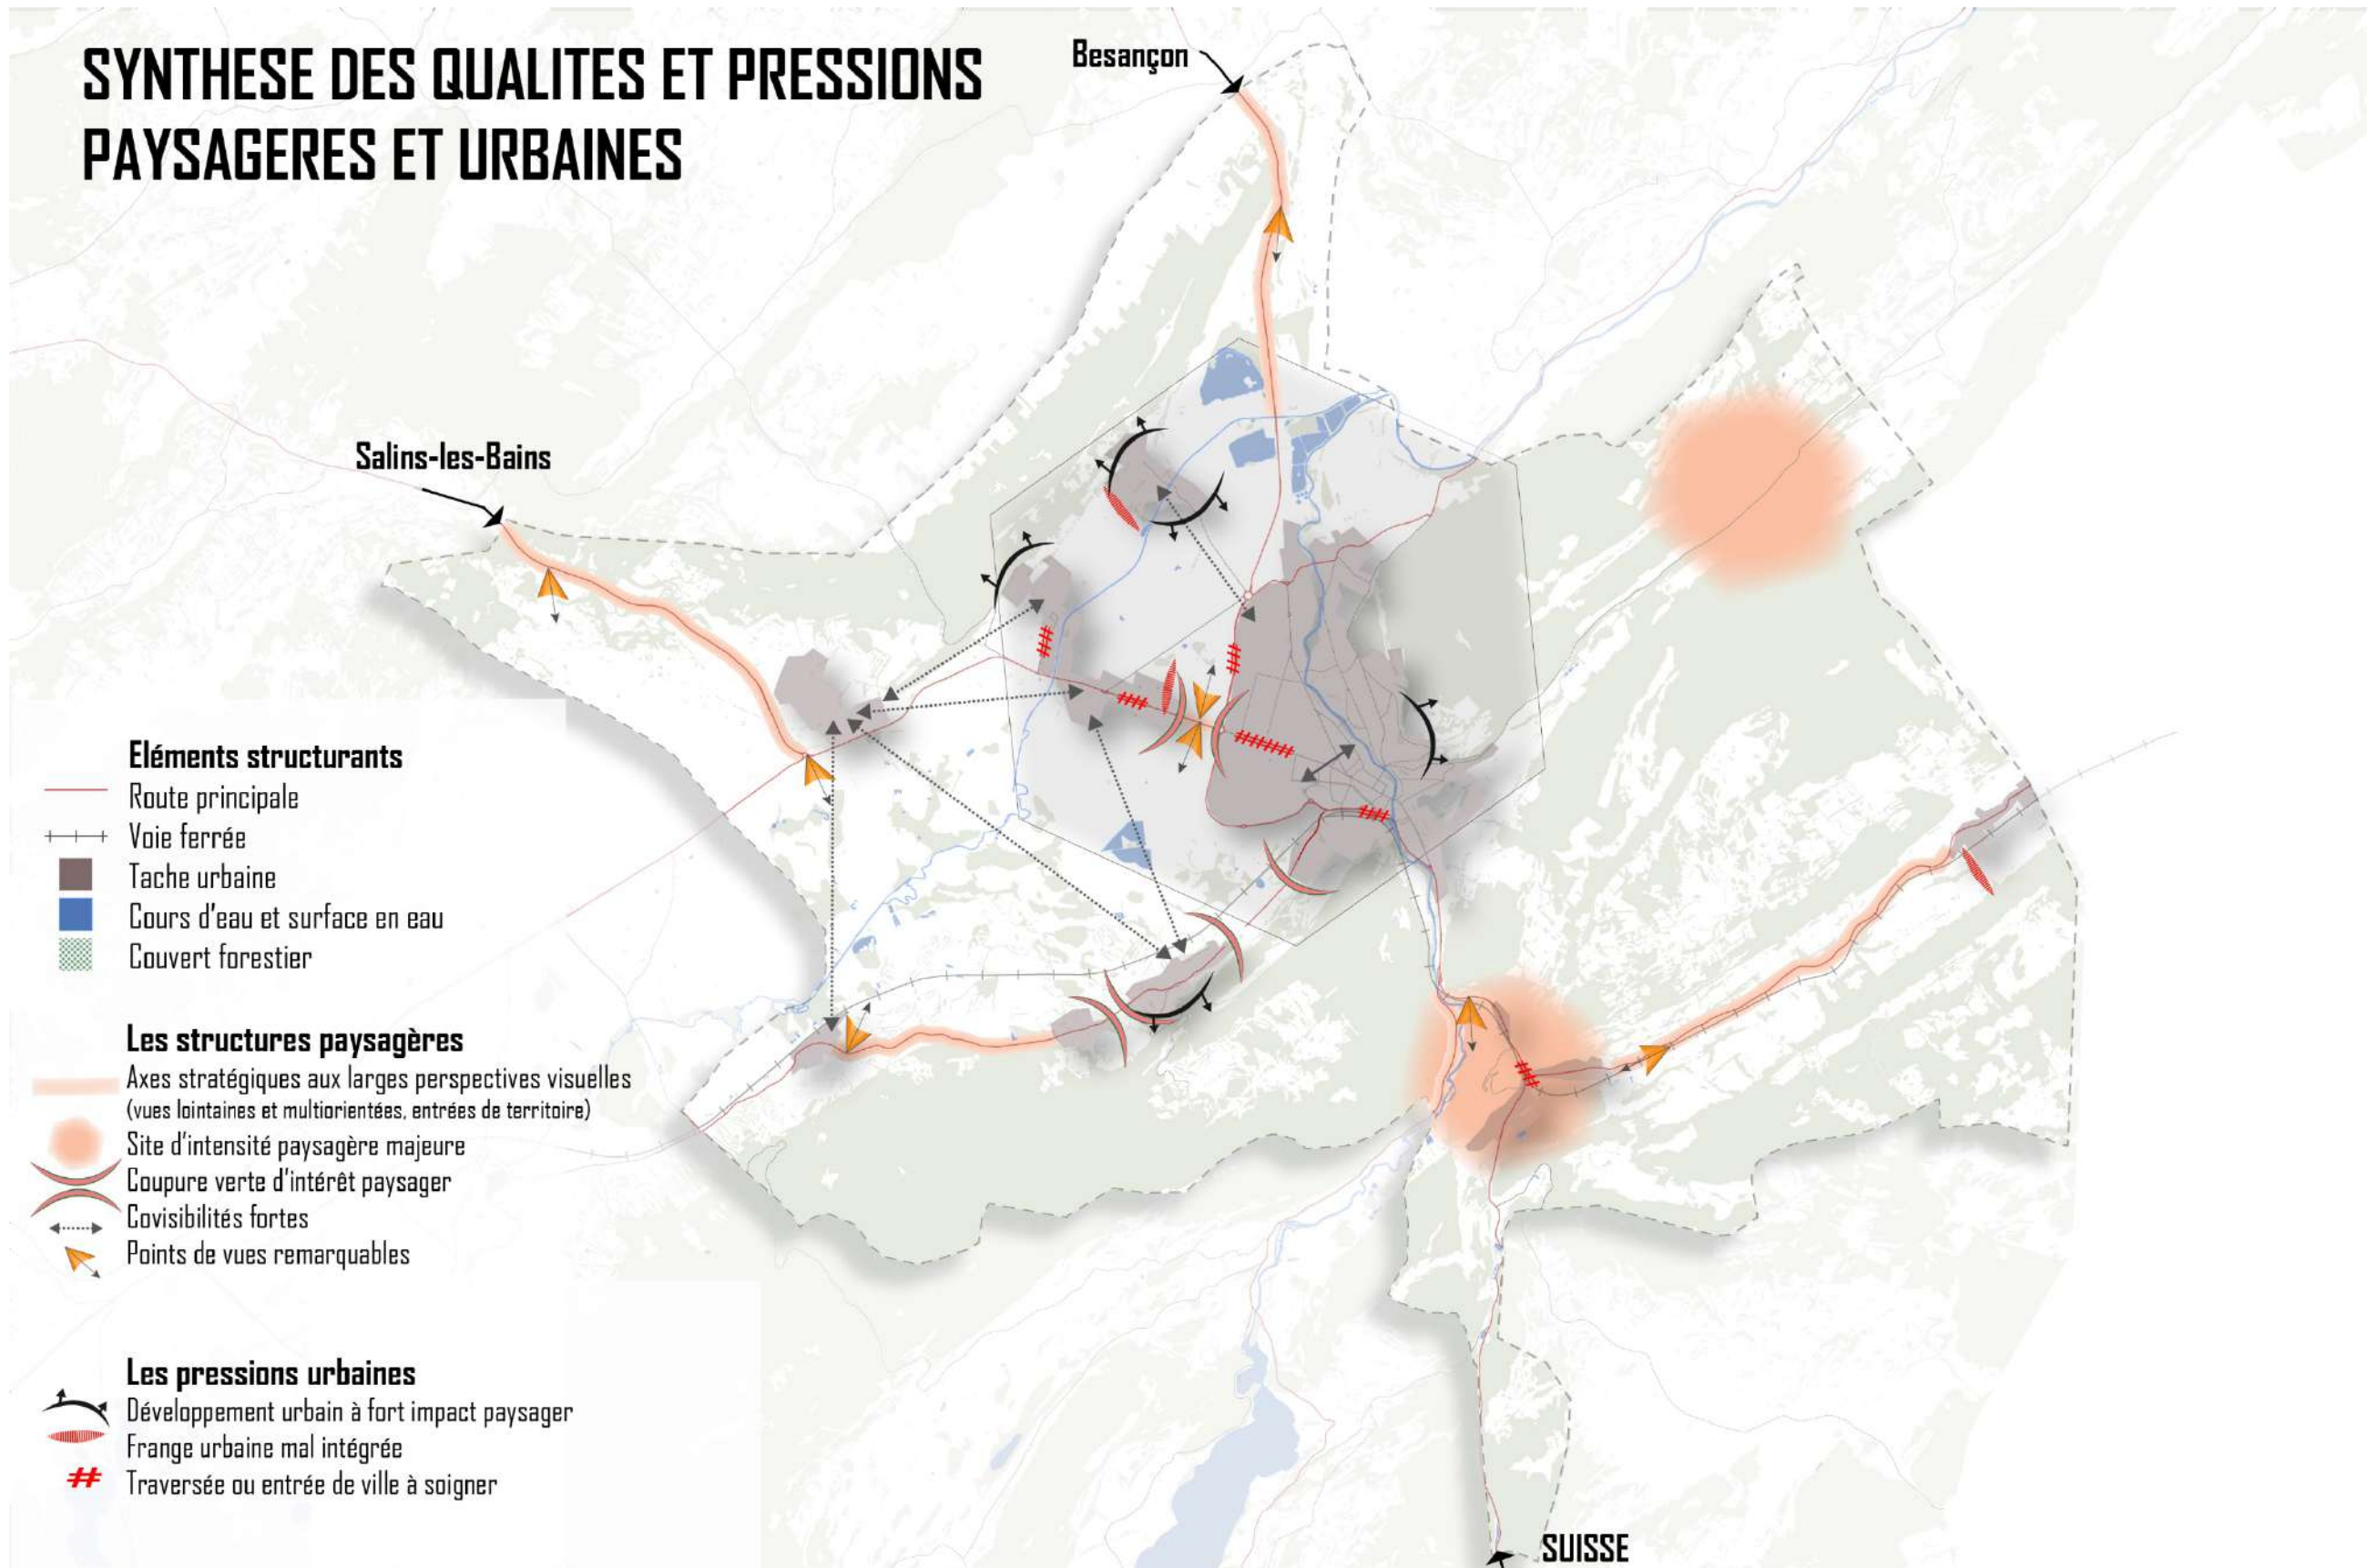 SYNTHESE DES QUALITES ET PRESSIONS
PAYSAGERES ET URBAINES
Besançon
Salins-les-Bains
Eléments structurants
Route principale
Voie ferrée
Tache urbaine
Cours d'eau et surface en eau
Couvert forestier
Les structures paysagères
Axes stratégiques aux larges perspectives visuelles
(vues lointaines et multiorientées, entrées de territoire)
Site d'intensité paysagère majeure
Coupure verte d'intérêt paysager
Covisibilités fortes
Points de vues remarquables
Les pressions urbaines
Développement urbain à fort impact paysager
Frange urbaine mal intégrée
Traversée ou entrée de ville à soigner
SUISSE